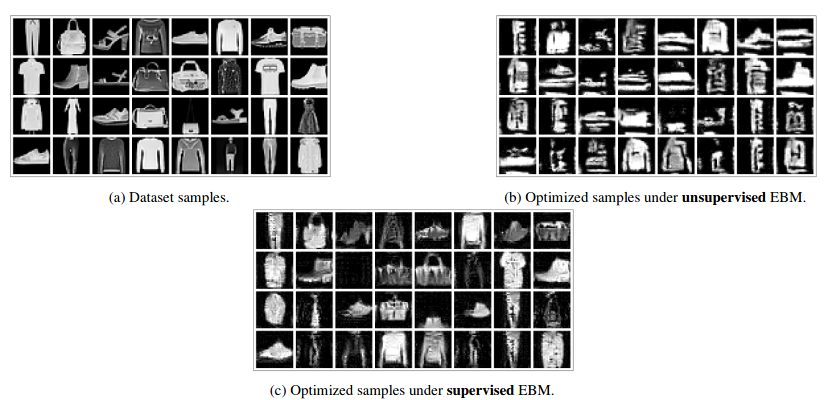 (a) Dataset samples.
(b) Optimized samples under unsupervised EBM.
(c) Optimized samples under supervised EBM.